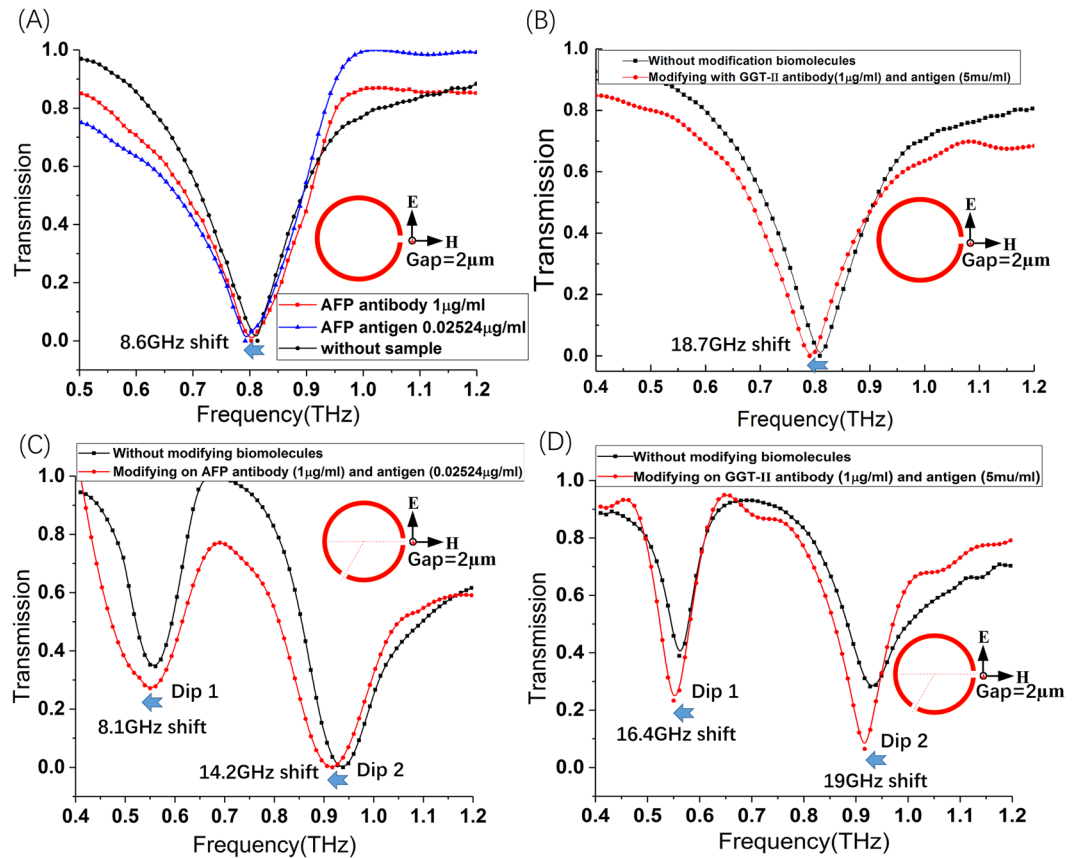 (A)
Transmission
1.0
0.8
0.6
0.4
0.2
0.0
E
H
Gap=2μm
8.6GHz shift
AFP antibody 1μg/ml
AFP antigen 0.02524μg/ml
without sample
0.5 0.6 0.7 0.8 0.9 1.0 1.1 1.2
Frequency(THz)
(B)
Without modification biomolecules
Modifying with GGT-II antibody(1μg/ml) and antigen (5mu/ml)
Transmission
1.0
0.8
0.6
0.4
0.2
0.0
E
H
Gap=2μm
18.7GHz shift
0.4 0.5 0.6 0.7 0.8 0.9 1.0 1.1 1.2
Frequency(THz)
(C)
Without modifying biomolecules
Modifying on AFP antibody (1μg/ml) and antigen (0.02524μg/ml)
Transmission
1.0
0.8
0.6
0.4
0.2
0.0
E
H
Gap=2μm
Dip 1
8.1GHz shift
14.2GHz shift
Dip 2
0.4 0.5 0.6 0.7 0.8 0.9 1.0 1.1 1.2
Frequency(THz)
(D)
Without modifying biomolecules
Modifying on GGT-II antibody (1μg/ml) and antigen (5mu/ml)
Transmission
1.0
0.8
0.6
0.4
0.2
0.0
E
H
Gap=2μm
Dip 1
16.4GHz shift
Dip 2
19GHz shift
0.4 0.5 0.6 0.7 0.8 0.9 1.0 1.1 1.2
Frequency(THz)